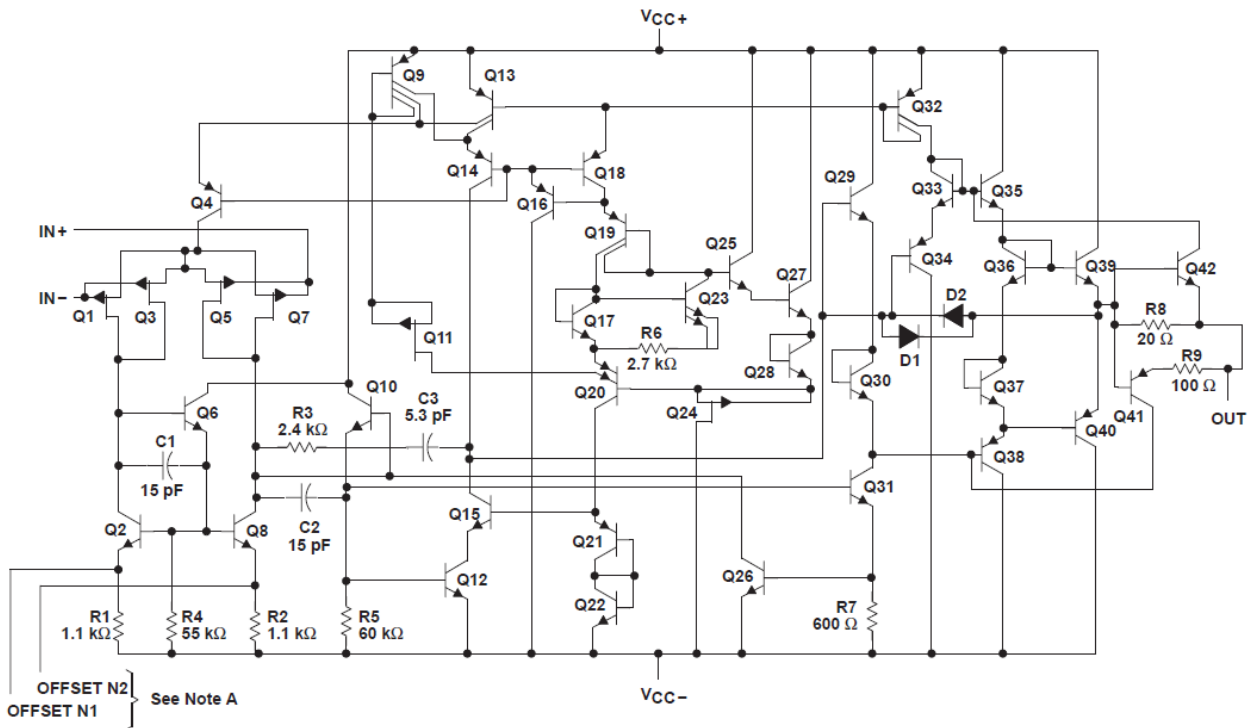 VCC+
Q9
Q13
Q32
Q14
Q18
Q29
Q33
Q35
Q4
Q16
IN+
Q19
Q25
Q34
Q27
Q36
Q39
Q42
IN−
Q1
Q3
Q5
Q7
Q23
D2
R8
20 Ω
Q17
R6
2.7 kΩ
Q11
Q28
D1
R9
100 Ω
Q10
C3
5.3 pF
Q20
Q24
Q30
Q37
Q41
OUT
Q6
R3
2.4 kΩ
Q40
C1
15 pF
Q38
Q31
Q2
Q8
C2
15 pF
Q15
Q21
Q12
Q26
Q22
R1
1.1 kΩ
R4
55 kΩ
R2
1.1 kΩ
R5
60 kΩ
R7
600 Ω
OFFSET N2
OFFSET N1
See Note A
VCC−